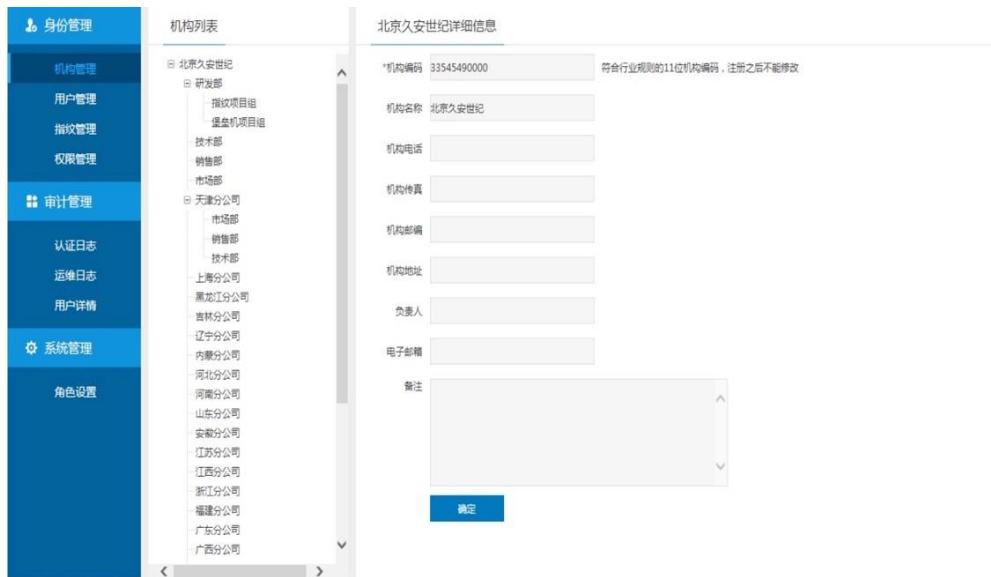 身份管理
机构管理
用户管理
指纹管理
权限管理
审计管理
认证日志
运维日志
用户详情
系统管理
角色设置
机构列表
北京久安世纪
研发部
指纹项目组
堡垒机项目组
技术部
销售部
市场部
天津分公司
市场部
销售部
技术部
上海分公司
黑龙江分公司
吉林分公司
辽宁分公司
内蒙分公司
河北分公司
河南分公司
山东分公司
安徽分公司
江苏分公司
江西分公司
浙江分公司
福建分公司
广东分公司
广西分公司
北京久安世纪详细信息
*机构编码 33545490000 符合行业规则的11位机构编码，注册之后不能修改
机构名称 北京久安世纪
机构电话
机构传真
机构邮编
机构地址
负责人
电子邮箱
备注
确定